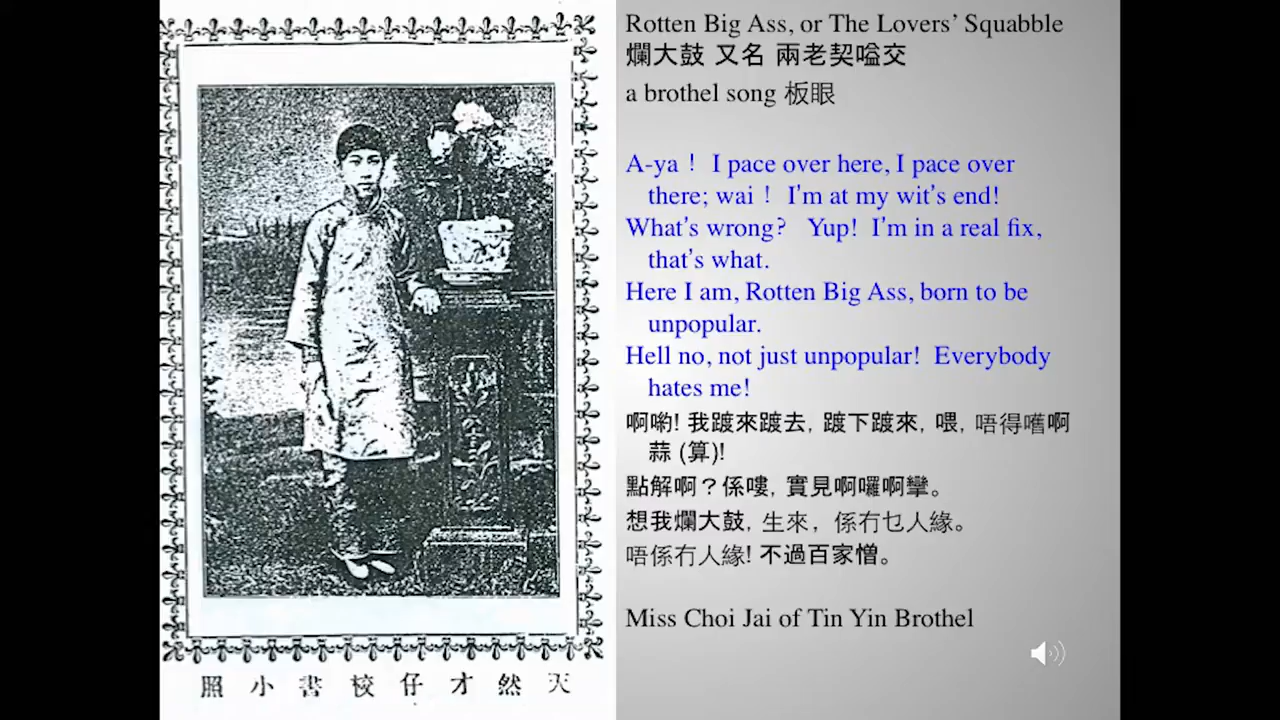 Rotten Big Ass, or The Lovers’ Squabble
爛大鼓 又名 兩老契嗌交
a brothel song 板眼
A-ya！ I pace over here, I pace over
there; wai！ I’m at my wit’s end!
What’s wrong?  Yup!  I’m in a real fix,
that’s what.
Here I am, Rotten Big Ass, born to be
unpopular.
Hell no, not just unpopular!  Everybody
hates me!
啊喲! 我踱來踱去, 踱下踱來, 喂, 唔得嚿啊
蒜 (算)!
點解啊？係嘍, 實見啊囉啊攣。
想我爛大鼓, 生來，係冇乜人緣。
唔係冇人緣! 不過百家憎。
Miss Choi Jai of Tin Yin Brothel
照小書校仔才然天